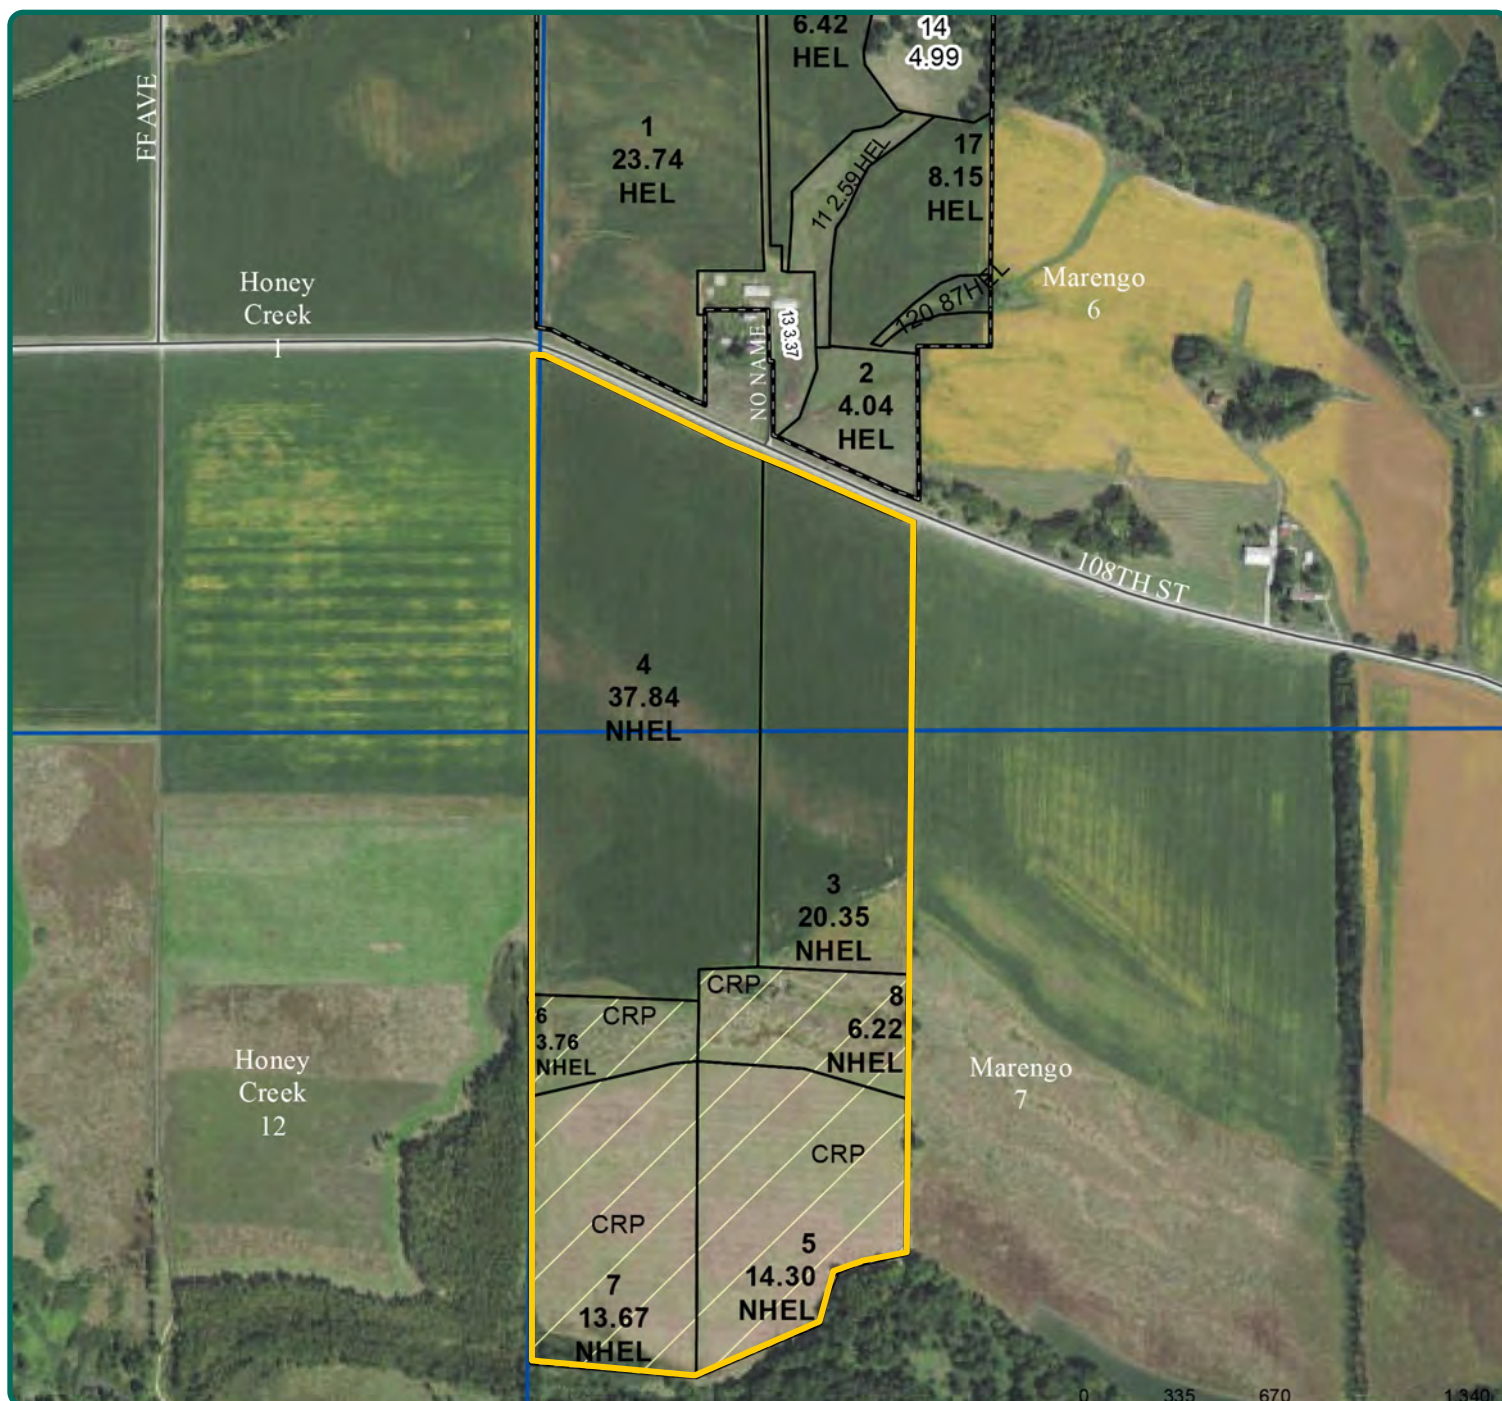 6.42
HEL
14
4.99
FF AVE
1
23.74
HEL
11 2.59 HEL
17
8.15
HEL
Honey
Creek
1
Marengo
6
12 0.87 HEL
13 3.37
NO NAME
2
4.04
HEL
108TH ST
4
37.84
NHEL
3
20.35
NHEL
CRP
8
6.22
NHEL
6
3.76
NHEL
CRP
Honey
Creek
12
Marengo
7
CRP
CRP
5
14.30
NHEL
7
13.67
NHEL
0 335 670 1,340